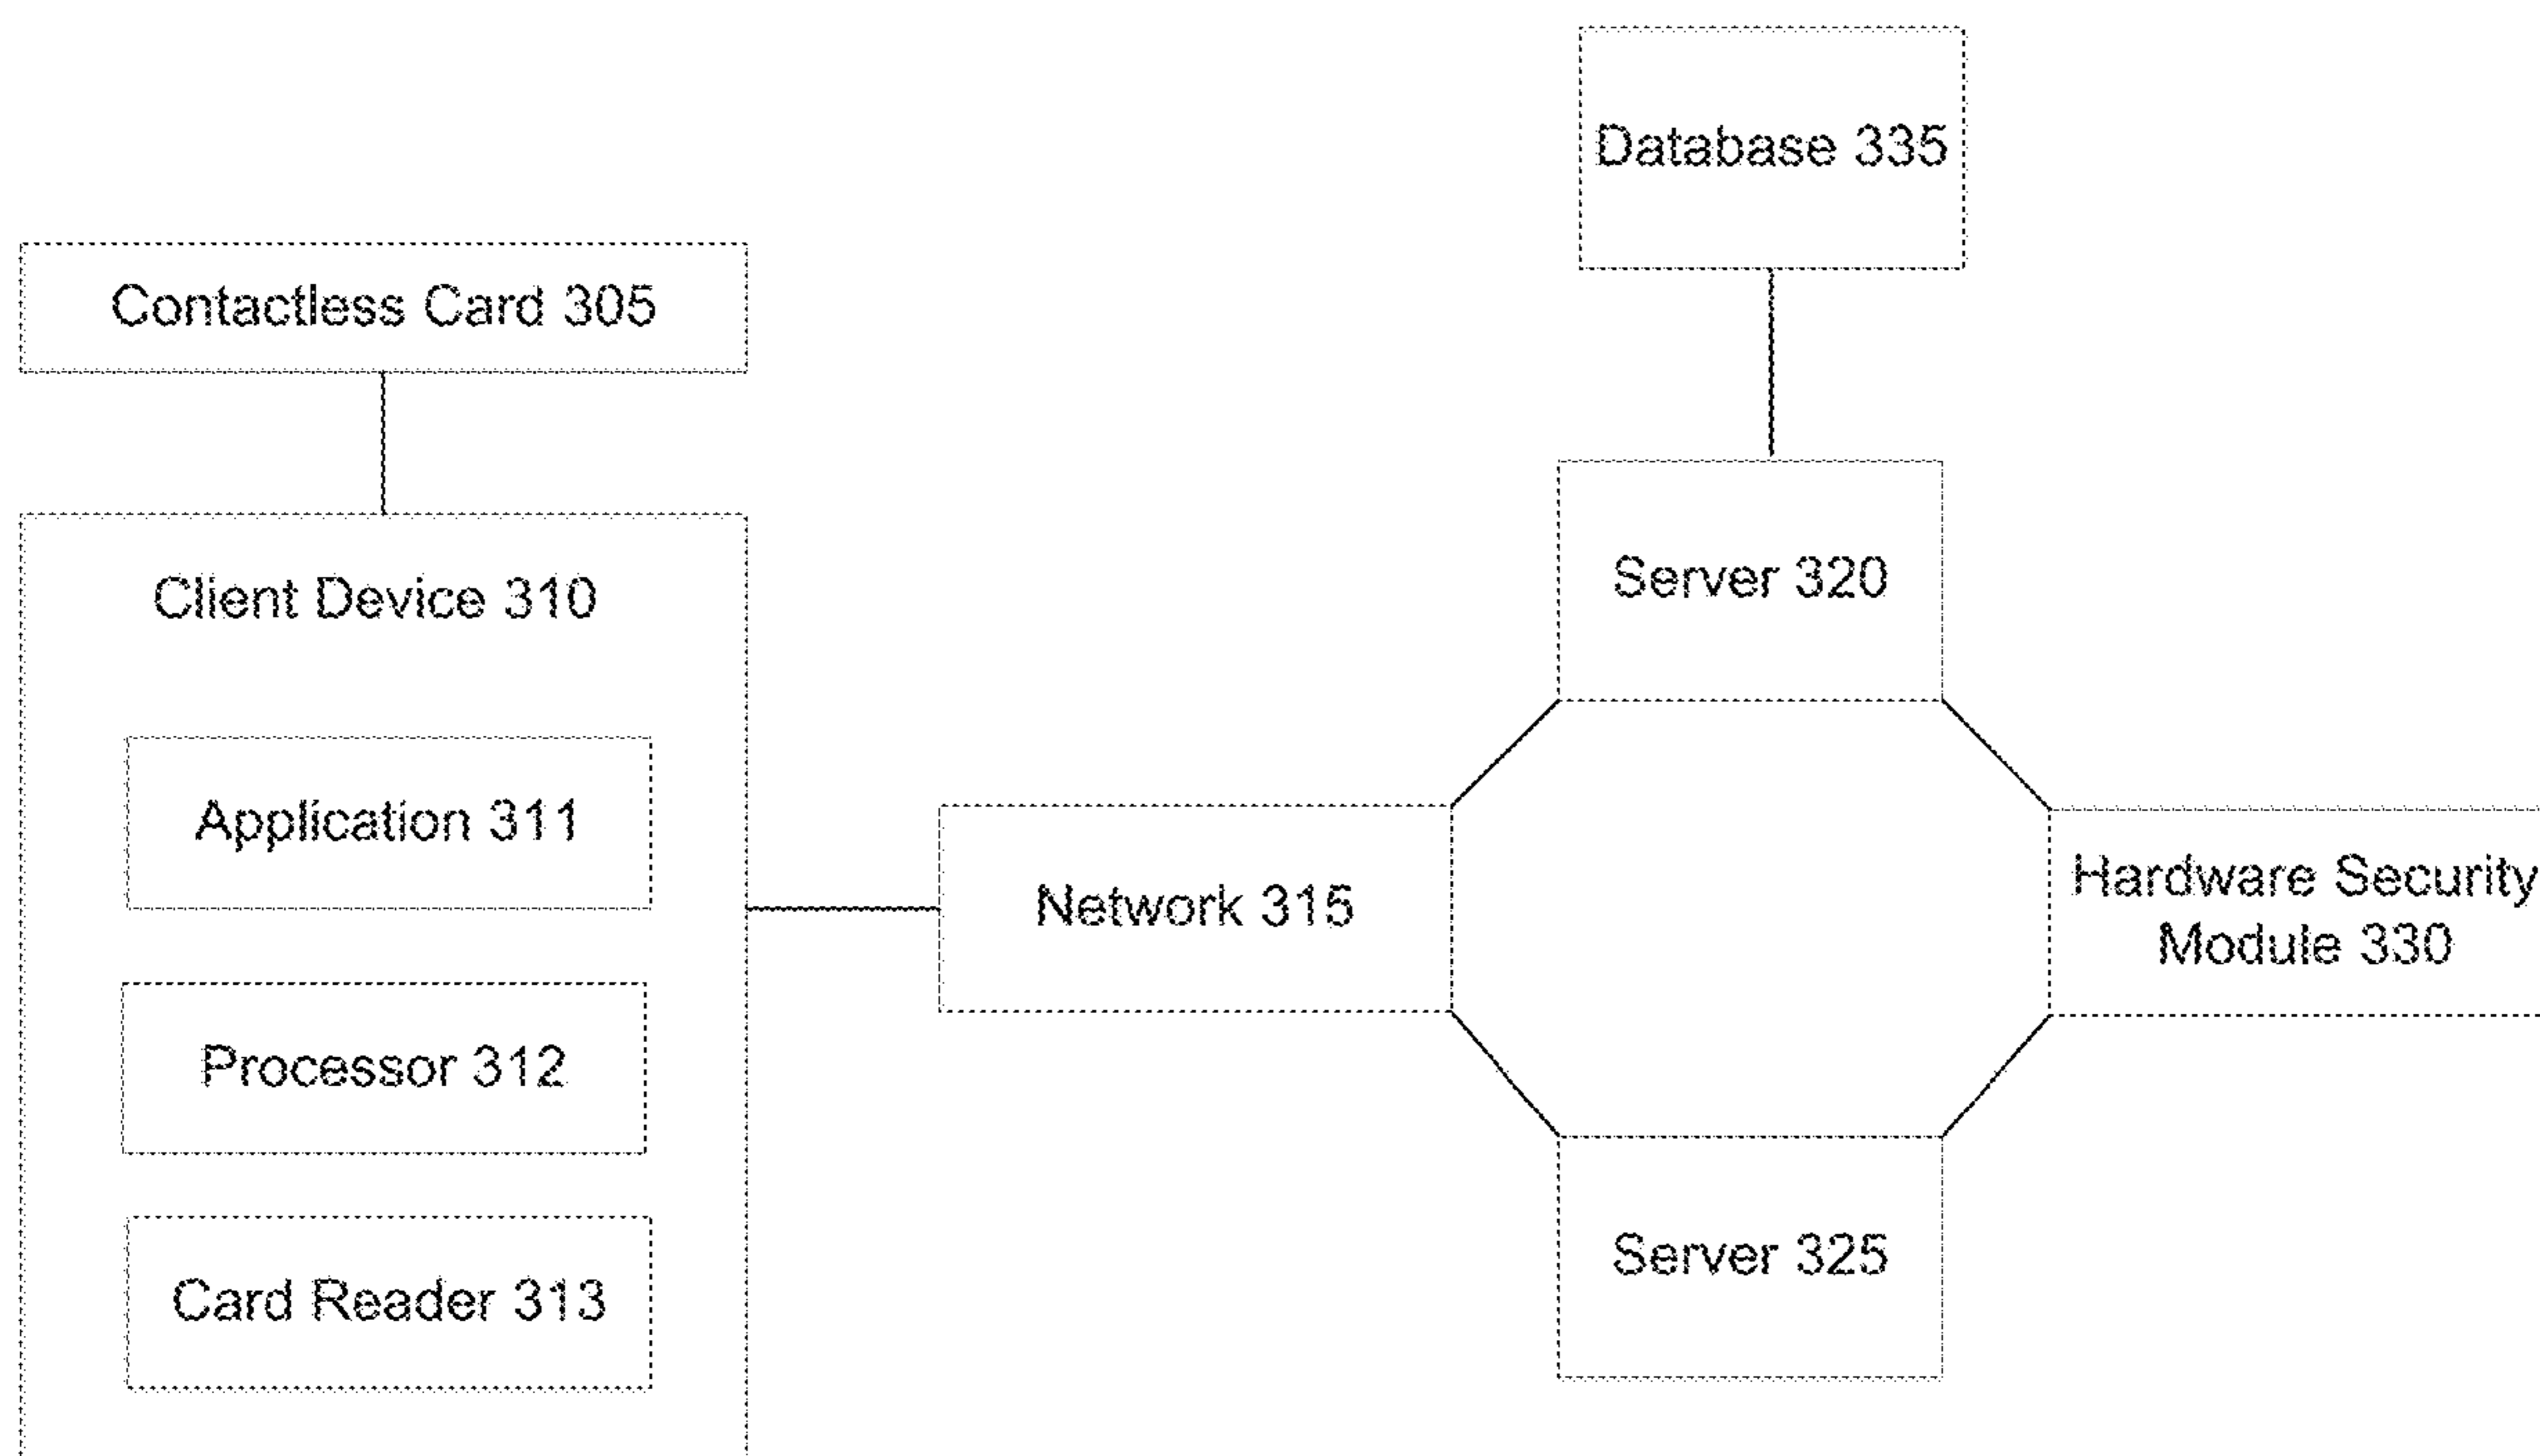 Database 335
Contactless Card 305
Client Device 310
Server 320
Application 311
Network 315
Hardware Security
Module 330
Processor 312
Server 325
Card Reader 313